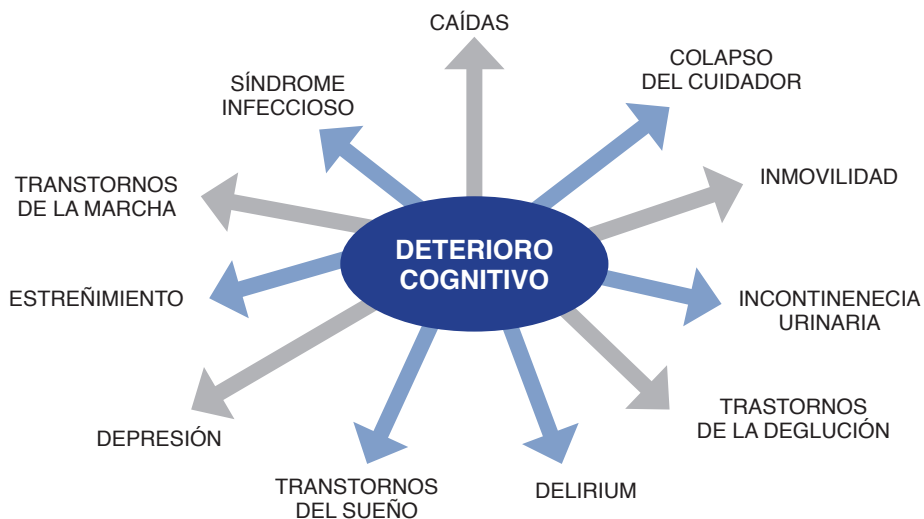 CAÍDAS
COLAPSO
DEL CUIDADOR
SÍNDROME
INFECCIOSO
INMOVILIDAD
TRANSTORNOS
DE LA MARCHA
DETERIORO
COGNITIVO
ESTREÑIMIENTO
INCONTINENECIA
URINARIA
TRASTORNOS
DE LA DEGLUCIÓN
DEPRESIÓN
TRANSTORNOS
DEL SUEÑO
DELIRIUM